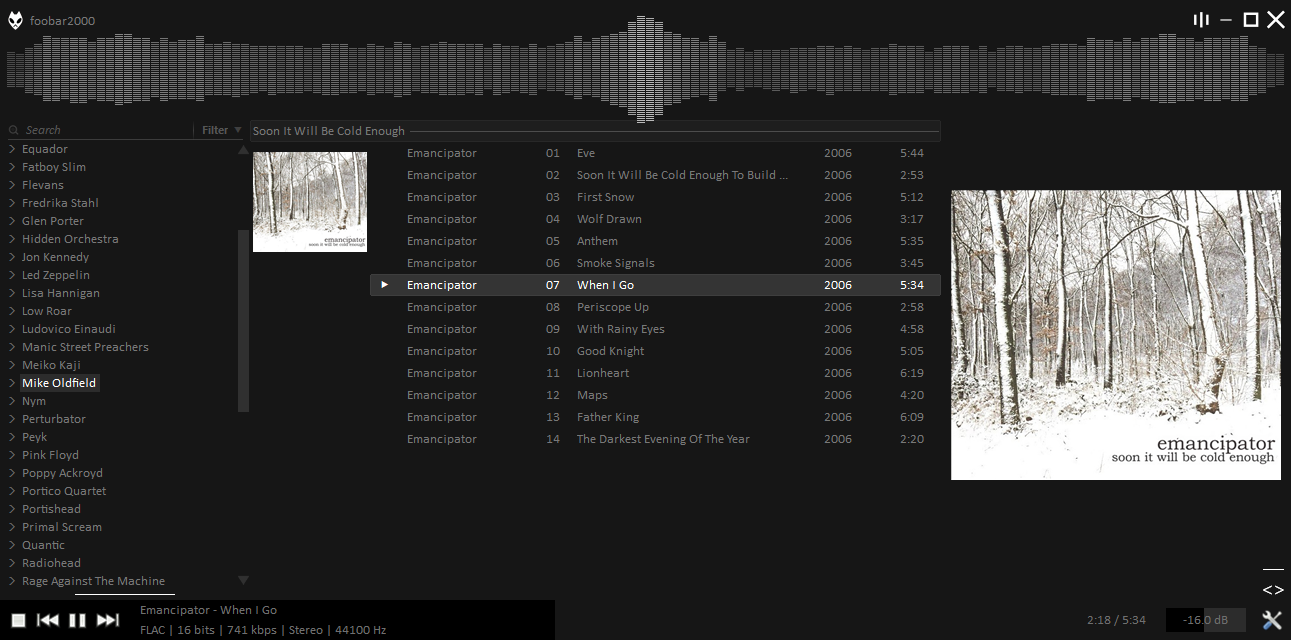 foobar2000
Search
Filter
Equador
Fatboy Slim
Flevans
Fredrika Stahl
Glen Porter
Hidden Orchestra
Jon Kennedy
Led Zeppelin
Lisa Hannigan
Low Roar
Ludovico Einaudi
Manic Street Preachers
Meiko Kaji
Mike Oldfield
Nym
Perturbator
Peyk
Pink Floyd
Poppy Ackroyd
Portico Quartet
Portishead
Primal Scream
Quantic
Radiohead
Rage Against The Machine
Soon It Will Be Cold Enough
emancipator
soon it will be cold enough
Emancipator 01 Eve 2006 5:44
Emancipator 02 Soon It Will Be Cold Enough To Build ... 2006 2:53
Emancipator 03 First Snow 2006 5:12
Emancipator 04 Wolf Drawn 2006 3:17
Emancipator 05 Anthem 2006 5:35
Emancipator 06 Smoke Signals 2006 3:45
Emancipator 07 When I Go 2006 5:34
Emancipator 08 Periscope Up 2006 2:58
Emancipator 09 With Rainy Eyes 2006 4:58
Emancipator 10 Good Knight 2006 5:05
Emancipator 11 Lionheart 2006 6:19
Emancipator 12 Maps 2006 4:20
Emancipator 13 Father King 2006 6:09
Emancipator 14 The Darkest Evening Of The Year 2006 2:20
emancipator
soon it will be cold enough
Emancipator - When I Go
FLAC | 16 bits | 741 kbps | Stereo | 44100 Hz
2:18 / 5:34
-16.0 dB